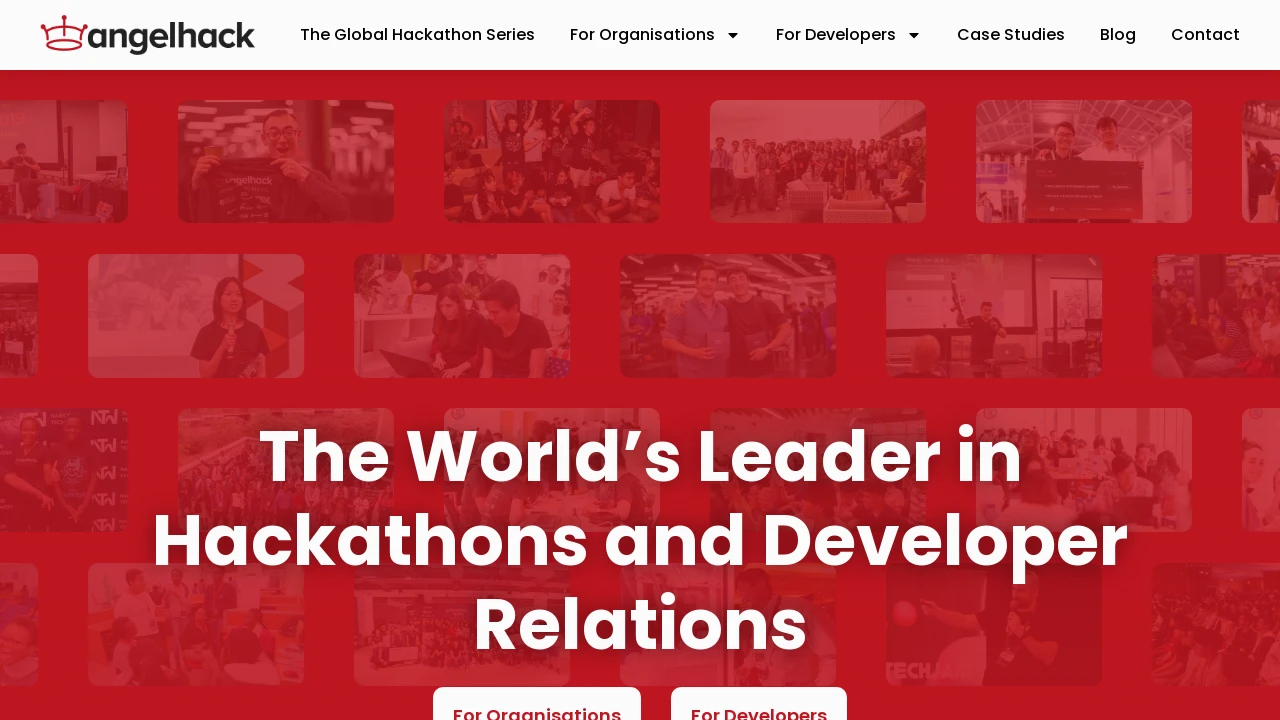 angelhack
The Global Hackathon Series
For Organisations
For Developers
Case Studies
Blog
Contact
angelhack
The World’s Leader in
Hackathons and Developer
Relations
For Organisations
For Developers